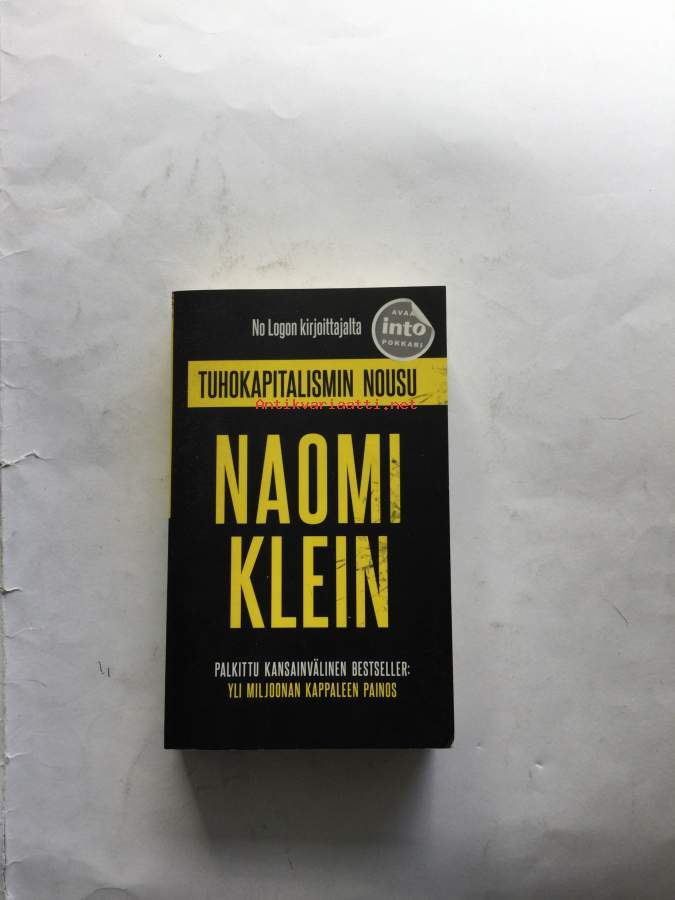 No Logon kirjoittajalta
AVAA
into
POKKARI
TUHOKAPITALISMIN NOUSU
Antikvariaatti.net
NAOMI
KLEIN
PALKITTU KANSAINVÄLINEN BESTSELLER:
YLI MILJOONAN KAPPALEEN PAINOS